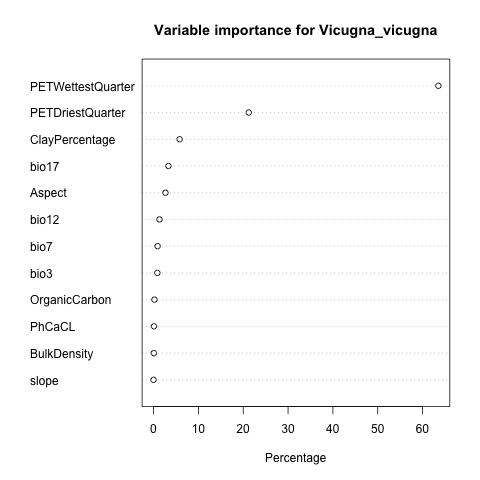 Variable importance for Vicugna_vicugna
PETWettestQuarter
PETDriestQuarter
ClayPercentage
bio17
Aspect
bio12
bio7
bio3
OrganicCarbon
PhCaCL
BulkDensity
slope
0 10 20 30 40 50 60
Percentage